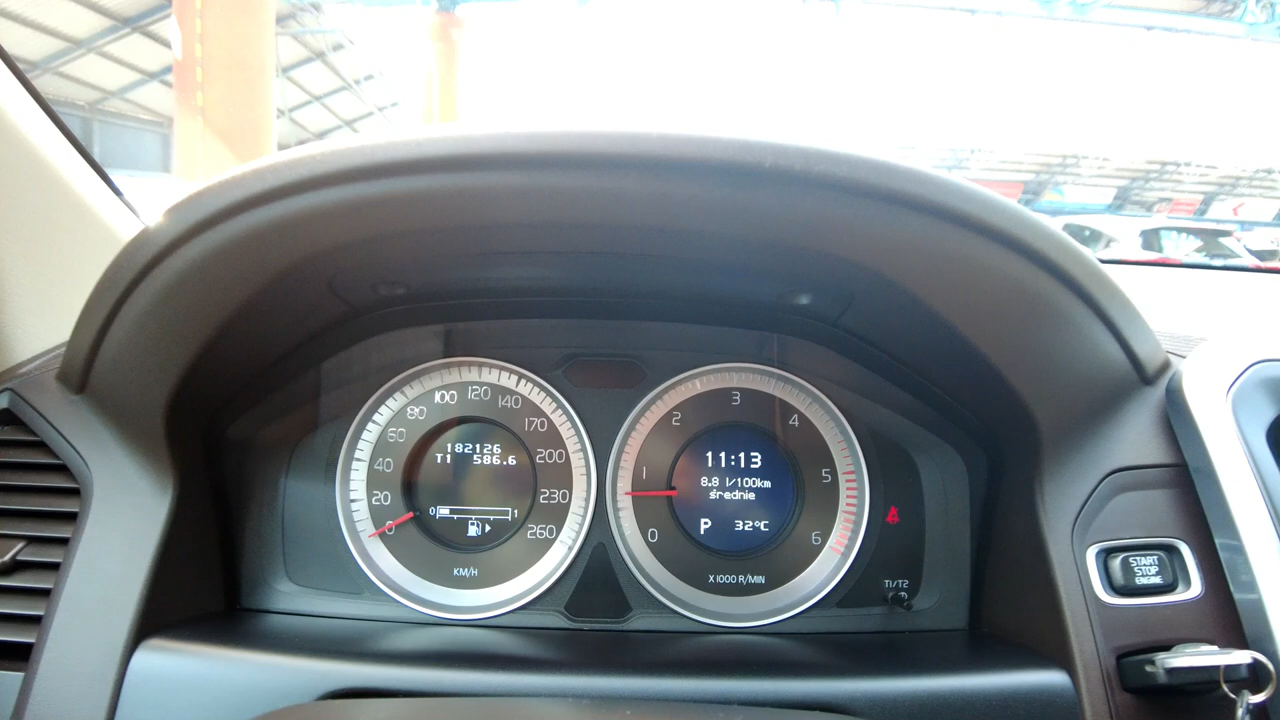 0
20
40
60
80
100
120
140
170
200
230
260
182126
T1 586.6
0 1
KM/H
0
1
2
3
4
5
6
11:13
8.8 l/100km
średnie
P 32°C
X1000 R/MIN
T1/T2
START
STOP
ENGINE